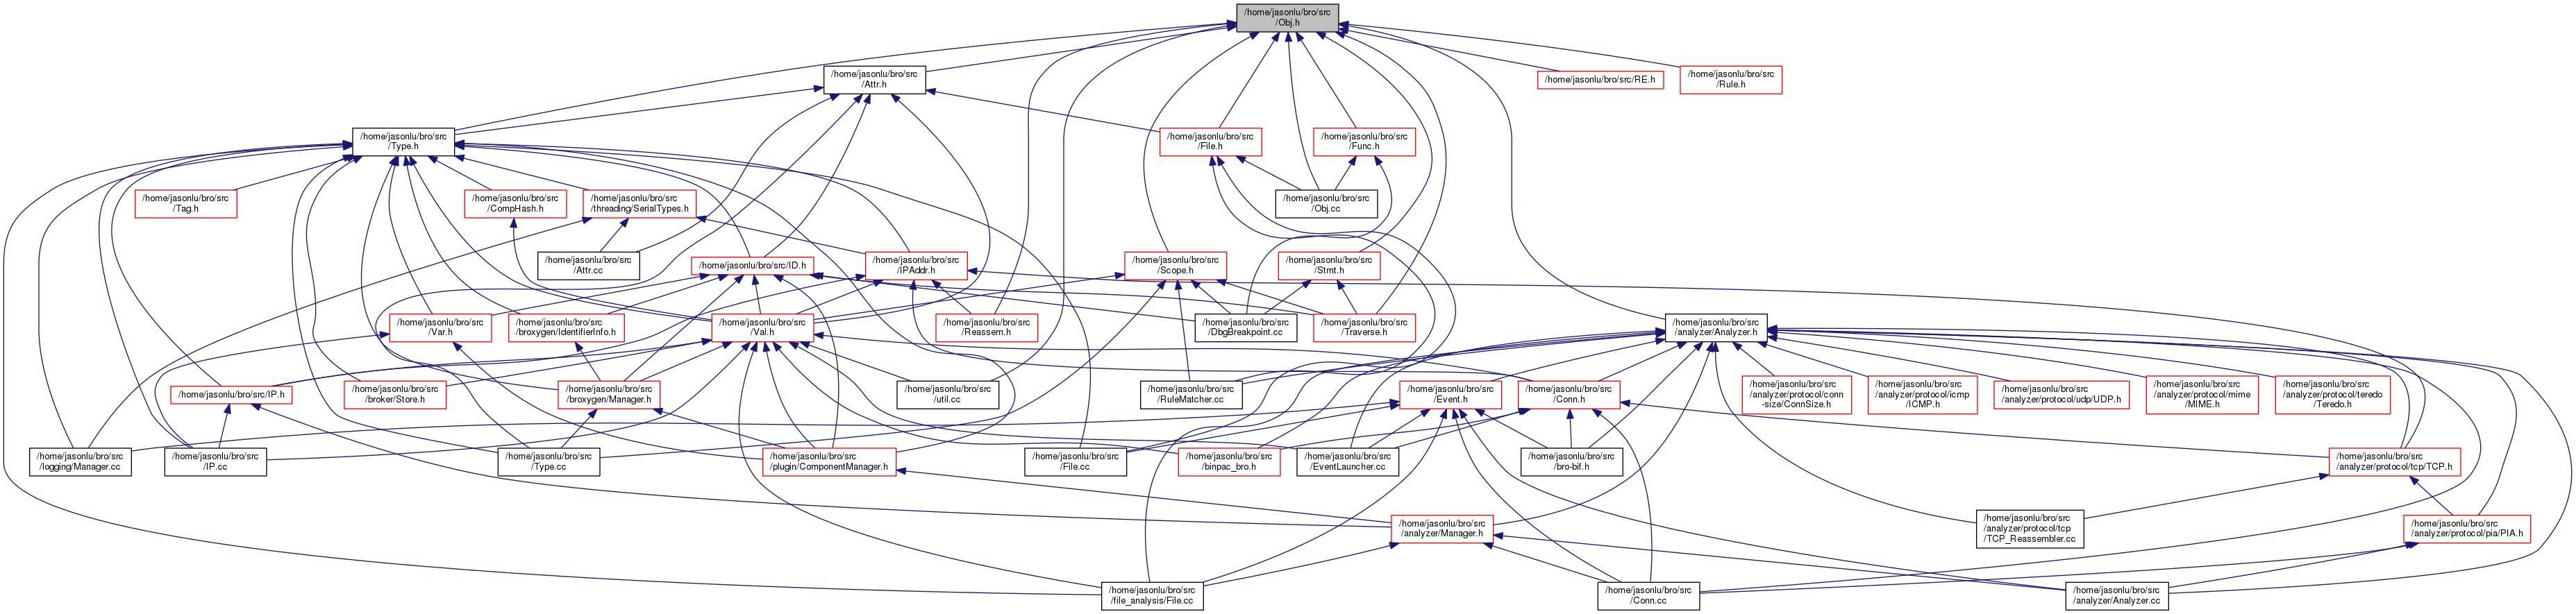 /home/jasonlu/bro/src
/Obj.h
/home/jasonlu/bro/src
/Attr.h
/home/jasonlu/bro/src/RE.h
/home/jasonlu/bro/src
/Rule.h
/home/jasonlu/bro/src
/Type.h
/home/jasonlu/bro/src
/File.h
/home/jasonlu/bro/src
/Func.h
/home/jasonlu/bro/src
/Tag.h
/home/jasonlu/bro/src
/CompHash.h
/home/jasonlu/bro/src
/threading/SerialTypes.h
/home/jasonlu/bro/src
/Obj.cc
/home/jasonlu/bro/src
/Attr.cc
/home/jasonlu/bro/src/ID.h
/home/jasonlu/bro/src
/IPAddr.h
/home/jasonlu/bro/src
/Scope.h
/home/jasonlu/bro/src
/Stmt.h
/home/jasonlu/bro/src
/Var.h
/home/jasonlu/bro/src
/broxygen/IdentifierInfo.h
/home/jasonlu/bro/src
/Val.h
/home/jasonlu/bro/src
/Reassem.h
/home/jasonlu/bro/src
/DbgBreakpoint.cc
/home/jasonlu/bro/src
/Traverse.h
/home/jasonlu/bro/src
/analyzer/Analyzer.h
/home/jasonlu/bro/src/IP.h
/home/jasonlu/bro/src
/broker/Store.h
/home/jasonlu/bro/src
/broxygen/Manager.h
/home/jasonlu/bro/src
/util.cc
/home/jasonlu/bro/src
/RuleMatcher.cc
/home/jasonlu/bro/src
/Event.h
/home/jasonlu/bro/src
/Conn.h
/home/jasonlu/bro/src
/analyzer/protocol/conn
-size/ConnSize.h
/home/jasonlu/bro/src
/analyzer/protocol/icmp
/ICMP.h
/home/jasonlu/bro/src
/analyzer/protocol/udp/UDP.h
/home/jasonlu/bro/src
/analyzer/protocol/mime
/MIME.h
/home/jasonlu/bro/src
/analyzer/protocol/teredo
/Teredo.h
/home/jasonlu/bro/src
/logging/Manager.cc
/home/jasonlu/bro/src
/IP.cc
/home/jasonlu/bro/src
/Type.cc
/home/jasonlu/bro/src
/plugin/ComponentManager.h
/home/jasonlu/bro/src
/File.cc
/home/jasonlu/bro/src
/binpac_bro.h
/home/jasonlu/bro/src
/EventLauncher.cc
/home/jasonlu/bro/src
/bro-bif.h
/home/jasonlu/bro/src
/analyzer/protocol/tcp/TCP.h
/home/jasonlu/bro/src
/analyzer/Manager.h
/home/jasonlu/bro/src
/analyzer/protocol/tcp
/TCP_Reassembler.cc
/home/jasonlu/bro/src
/analyzer/protocol/pia/PIA.h
/home/jasonlu/bro/src
/file_analysis/File.cc
/home/jasonlu/bro/src
/Conn.cc
/home/jasonlu/bro/src
/analyzer/Analyzer.cc